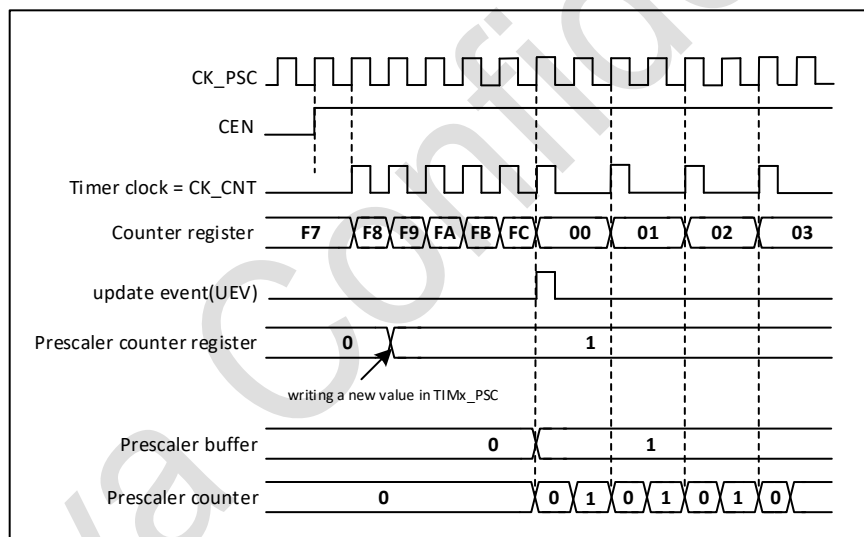 CK_PSC
CEN
Timer clock = CK_CNT
Counter register F7 F8 F9 FA FB FC 00 01 02 03
update event(UEV)
Prescaler counter register 0 1
writing a new value in TIMx_PSC
Prescaler buffer 0 1
Prescaler counter 0 0 1 0 1 0 1 0